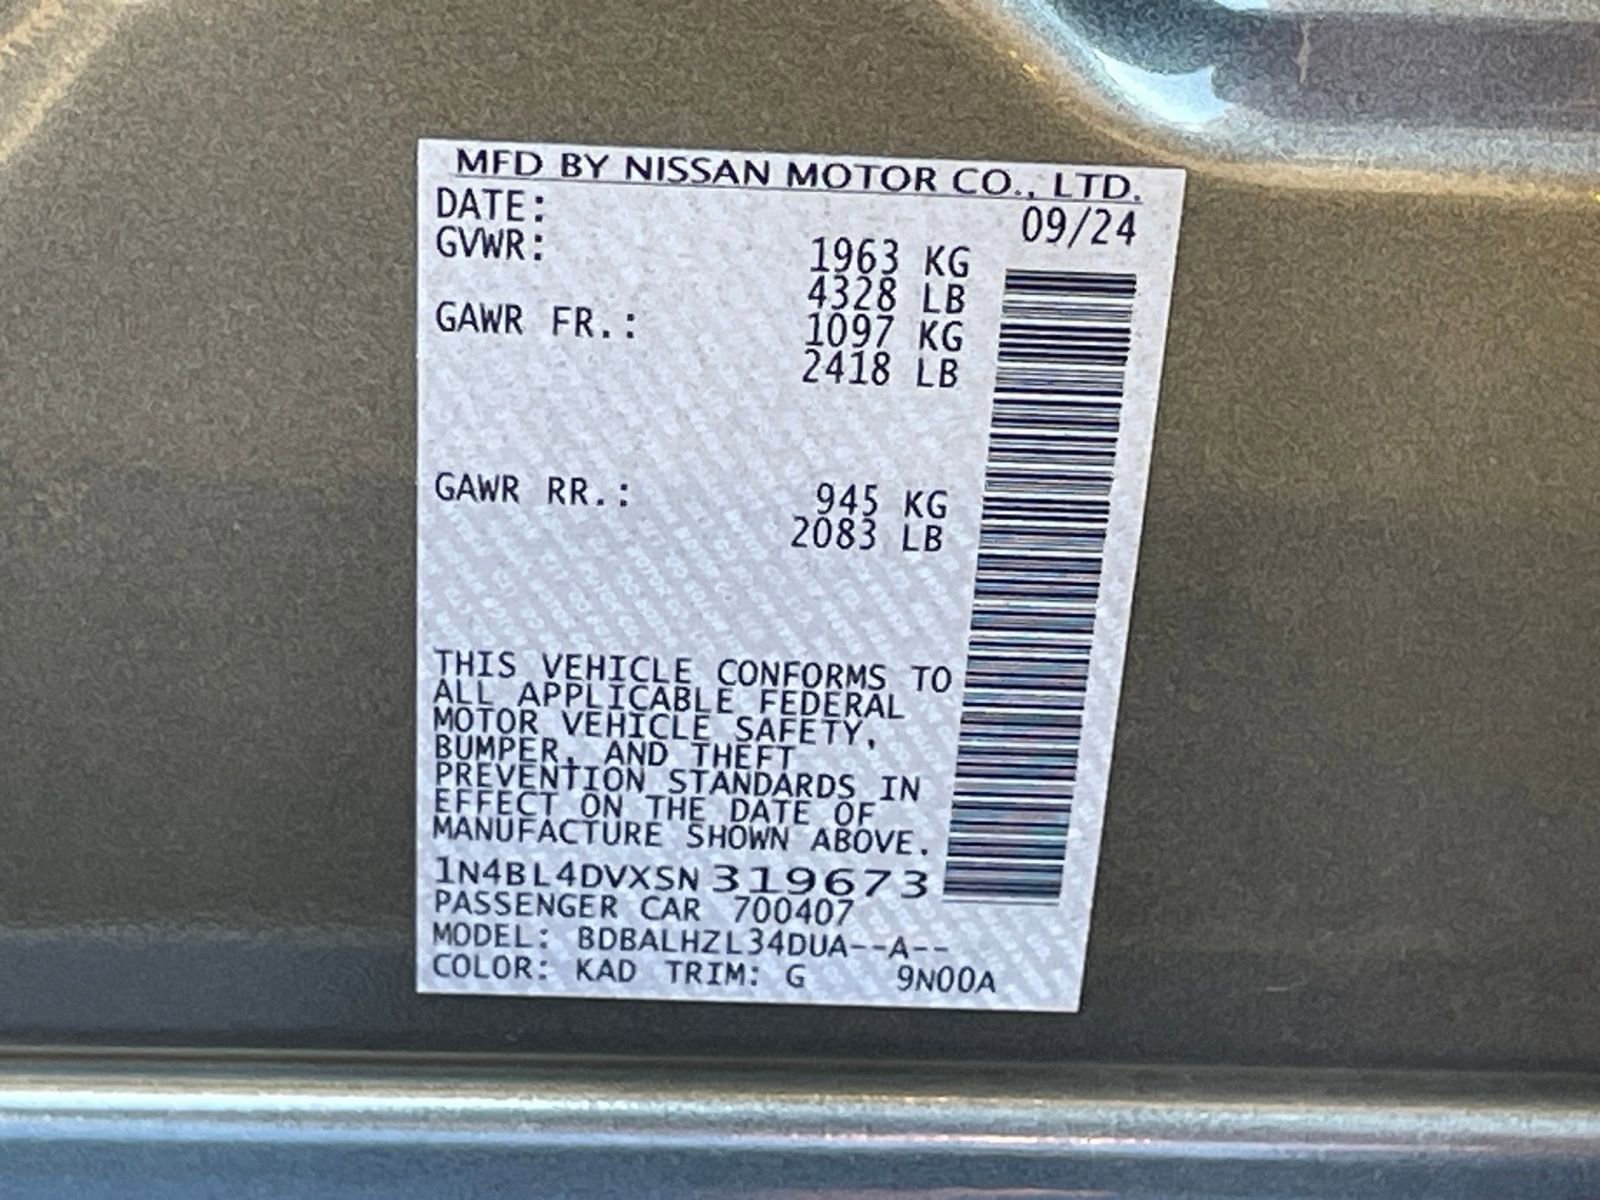 MFD BY NISSAN MOTOR CO., LTD.
DATE: 09/24
GVWR: 1963 KG
4328 LB
GAWR FR.: 1097 KG
2418 LB
GAWR RR.: 945 KG
2083 LB
THIS VEHICLE CONFORMS TO
ALL APPLICABLE FEDERAL
MOTOR VEHICLE SAFETY,
BUMPER, AND THEFT
PREVENTION STANDARDS IN
EFFECT ON THE DATE OF
MANUFACTURE SHOWN ABOVE.
1N4BL4DVXSN319673
PASSENGER CAR 700407
MODEL: BDBALHZL34DUA--A--
COLOR: KAD TRIM: G 9N00A